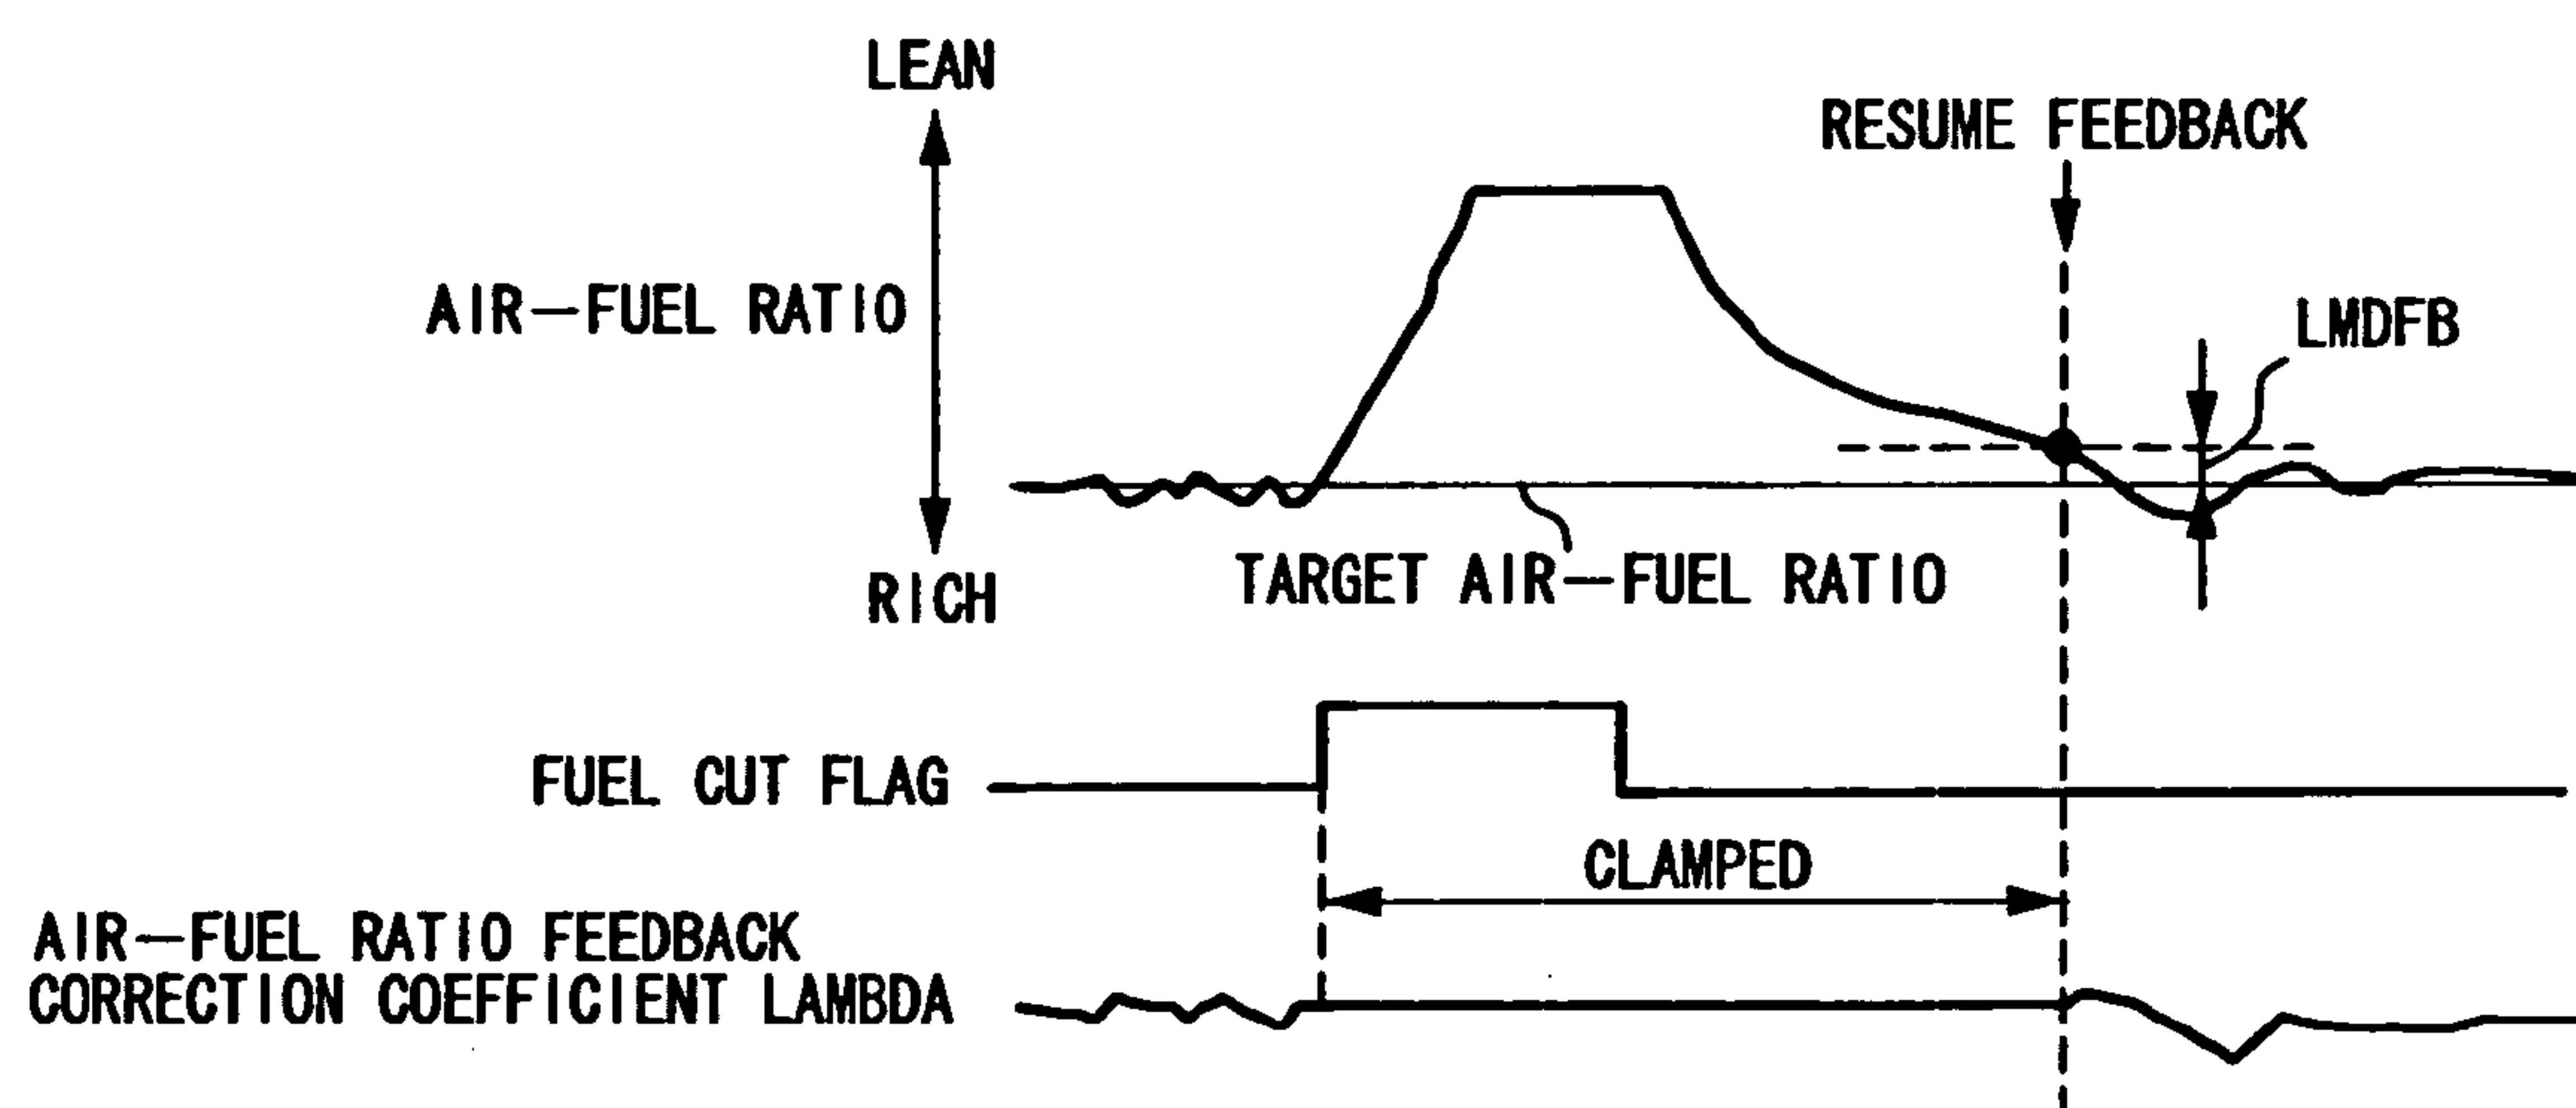 LEAN
RESUME FEEDBACK
AIR-FUEL RATIO
LMDFB
TARGET AIR-FUEL RATIO
RICH
FUEL CUT FLAG
CLAMPED
AIR-FUEL RATIO FEEDBACK
CORRECTION COEFFICIENT LAMBDA